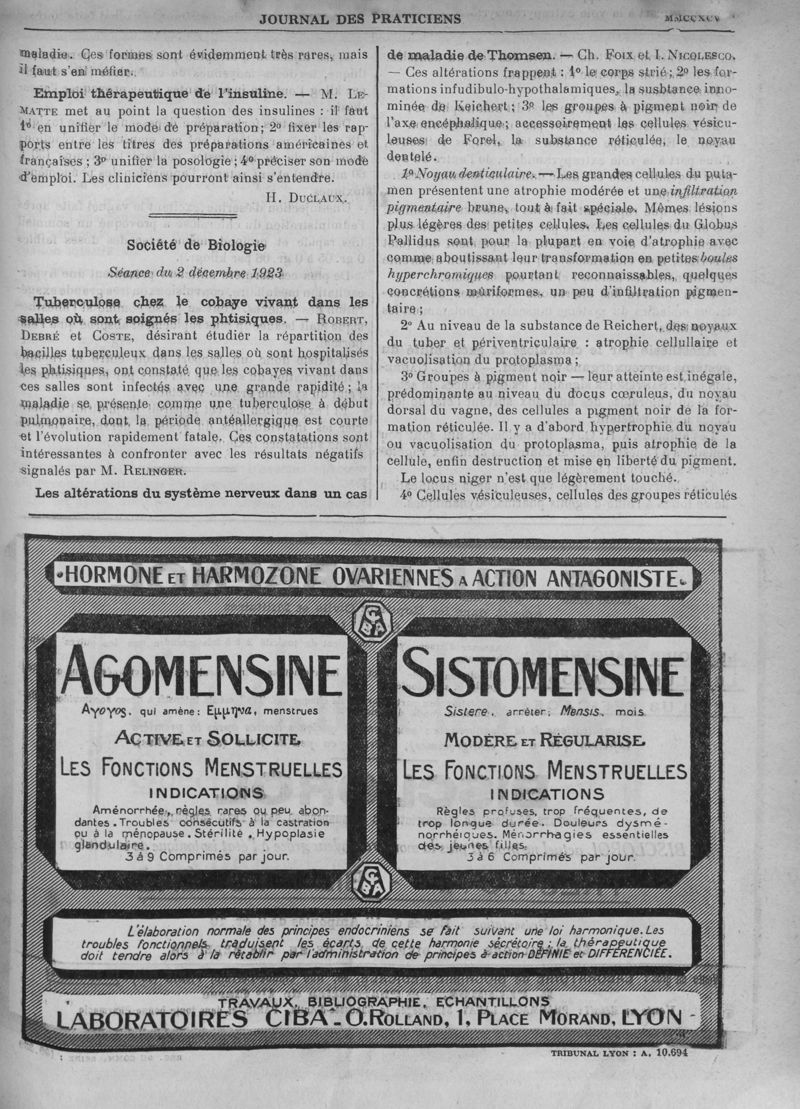 JOURNAL DES PRATICIENS
maladie. Ces formes sont évidemment très rares, mais
il faut s'en méfier.
Emploi thérapeutique de l'insuline. — M. LE-
MATTE met au point la question des insulines : il faut
1º en unifier le mode de préparation; 2º fixer les rap-
ports entre les titres des préparations américaines et
françaises ; 3º unifier la posologie ; 4º préciser son mode
d'emploi. Les cliniciens pourront ainsi s'entendre.
H. DUCLAUX.
Société de Biologie
Séance du 2 décembre 1923
Tuberculose chez le cobaye vivant dans les
salles où sont soignés les phtisiques. — ROBERT,
DEBRÉ et COSTE, désirant étudier la répartition des
bacilles tuberculeux dans les salles où sont hospitalisés
les phtisiques, ont constaté que les cobayes vivant dans
ces salles sont infectés avec une grande rapidité ; la
maladie se présente comme une tuberculose à début
pulmonaire, dont la période antéallergique est courte
et l'évolution rapidement fatale. Ces constatations sont
intéressantes à confronter avec les résultats négatifs
signalés par M. RELINGER.
Les altérations du système nerveux dans un cas
de maladie de Thomsen. — CH. FOIX et I. NICOLESCO.
— Ces altérations frappent : 1º le corps strié ; 2º les for-
mations infudibulo-hypothalamiques, la susbtance inno-
minée de Reichert ; 3º les groupes à pigment noir de
l'axe encéphalique ; accessoirement les cellules vésicu-
leuses de Forel, la substance réticulée, le noyau
dentelé.
1º Noyau denticulaire. — Les grandes cellules du puta-
men présentent une atrophie modérée et une infiltration
pigmentaire brune, tout à fait spéciale. Mêmes lésions
plus légères des petites cellules. Les cellules du Globus
Pallidus sont pour la plupart en voie d'atrophie avec
comme aboutissant leur transformation en petites boules
hyperchromiques pourtant reconnaissables, quelques
concrétions mûriformes, un peu d'infiltration pigmen-
taire ;
2º Au niveau de la substance de Reichert, des noyaux
du tuber et périventriculaire : atrophie cellullaire et
vacuolisation du protoplasma ;
3º Groupes à pigment noir — leur atteinte est inégale,
prédominante au niveau du docus cœruleus, du noyau
dorsal du vagne, des cellules a pigment noir de la for-
mation réticulée. Il y a d'abord hypertrophie du noyau
ou vacuolisation du protoplasma, puis atrophie de la
cellule, enfin destruction et mise en liberté du pigment.
Le locus niger n'est que légèrement touché.
4º Cellules vésiculeuses, cellules des groupes réticulés
HORMONE ET HARMOZONE OVARIENNES A ACTION ANTAGONISTE
CIBA
AGOMENSINE
Αγογος, qui amène: Εμμηνα, menstrues
ACTIVE ET SOLLICITE
LES FONCTIONS MENSTRUELLES
INDICATIONS
Aménorrhée, règles rares ou peu abon-
dantes. Troubles consécutifs à la castration
ou à la ménopause. Stérilité. Hypoplasie
glandulaire.
3 à 9 Comprimés par jour.
SISTOMENSINE
Sistere, arrêter; Mensis, mois
MODÈRE ET RÉGULARISE
LES FONCTIONS MENSTRUELLES
INDICATIONS
Règles profuses, trop fréquentes, de
trop longue durée. Douleurs dysmé-
norrhéiques. Ménorrhagies essentielles
des jeunes filles.
3 à 6 Comprimés par jour.
CIBA
L'élaboration normale des principes endocriniens se fait suivant une loi harmonique. Les
troubles fonctionnels traduisent les écarts de cette harmonie sécrétoire ; la thérapeutique
doit tendre alors à la rétablir par l'administration de principes à action DÉFINIE et DIFFÉRENCIÉE.
TRAVAUX, BIBLIOGRAPHIE, ECHANTILLONS
LABORATOIRES CIBA - O. ROLLAND, 1, PLACE MORAND, LYON
TRIBUNAL LYON : A. 10.694